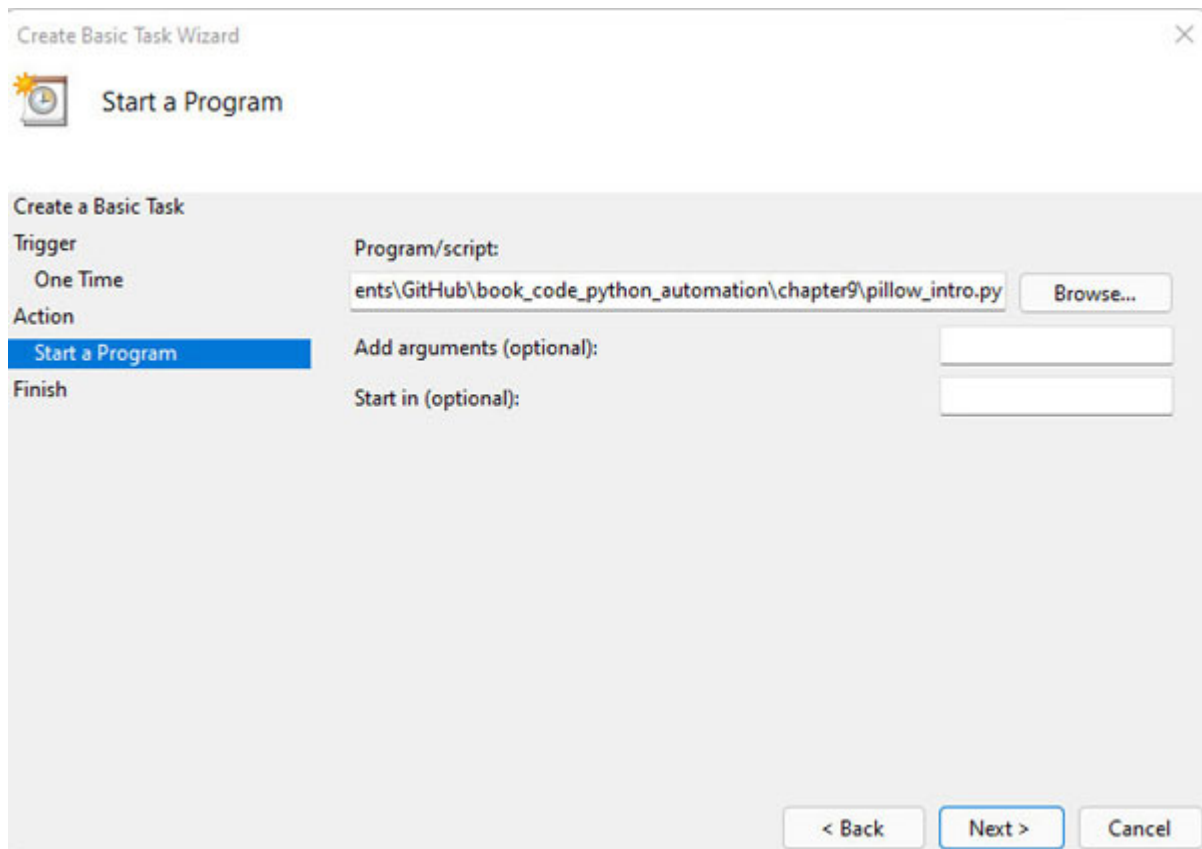 Create Basic Task Wizard
Start a Program
Create a Basic Task
Trigger
One Time
Action
Start a Program
Finish
Program/script:
ents\GitHub\book_code_python_automation\chapter9\pillow_intro.py
Browse...
Add arguments (optional):
Start in (optional):
< Back
Next >
Cancel